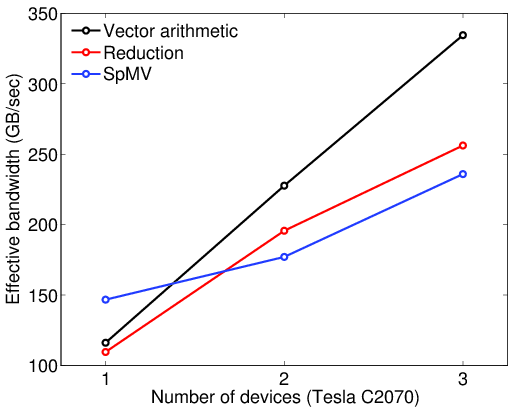 Vector arithmetic
Reduction
SpMV
350
300
250
200
150
100
Effective bandwidth (GB/sec)
1
2
3
Number of devices (Tesla C2070)